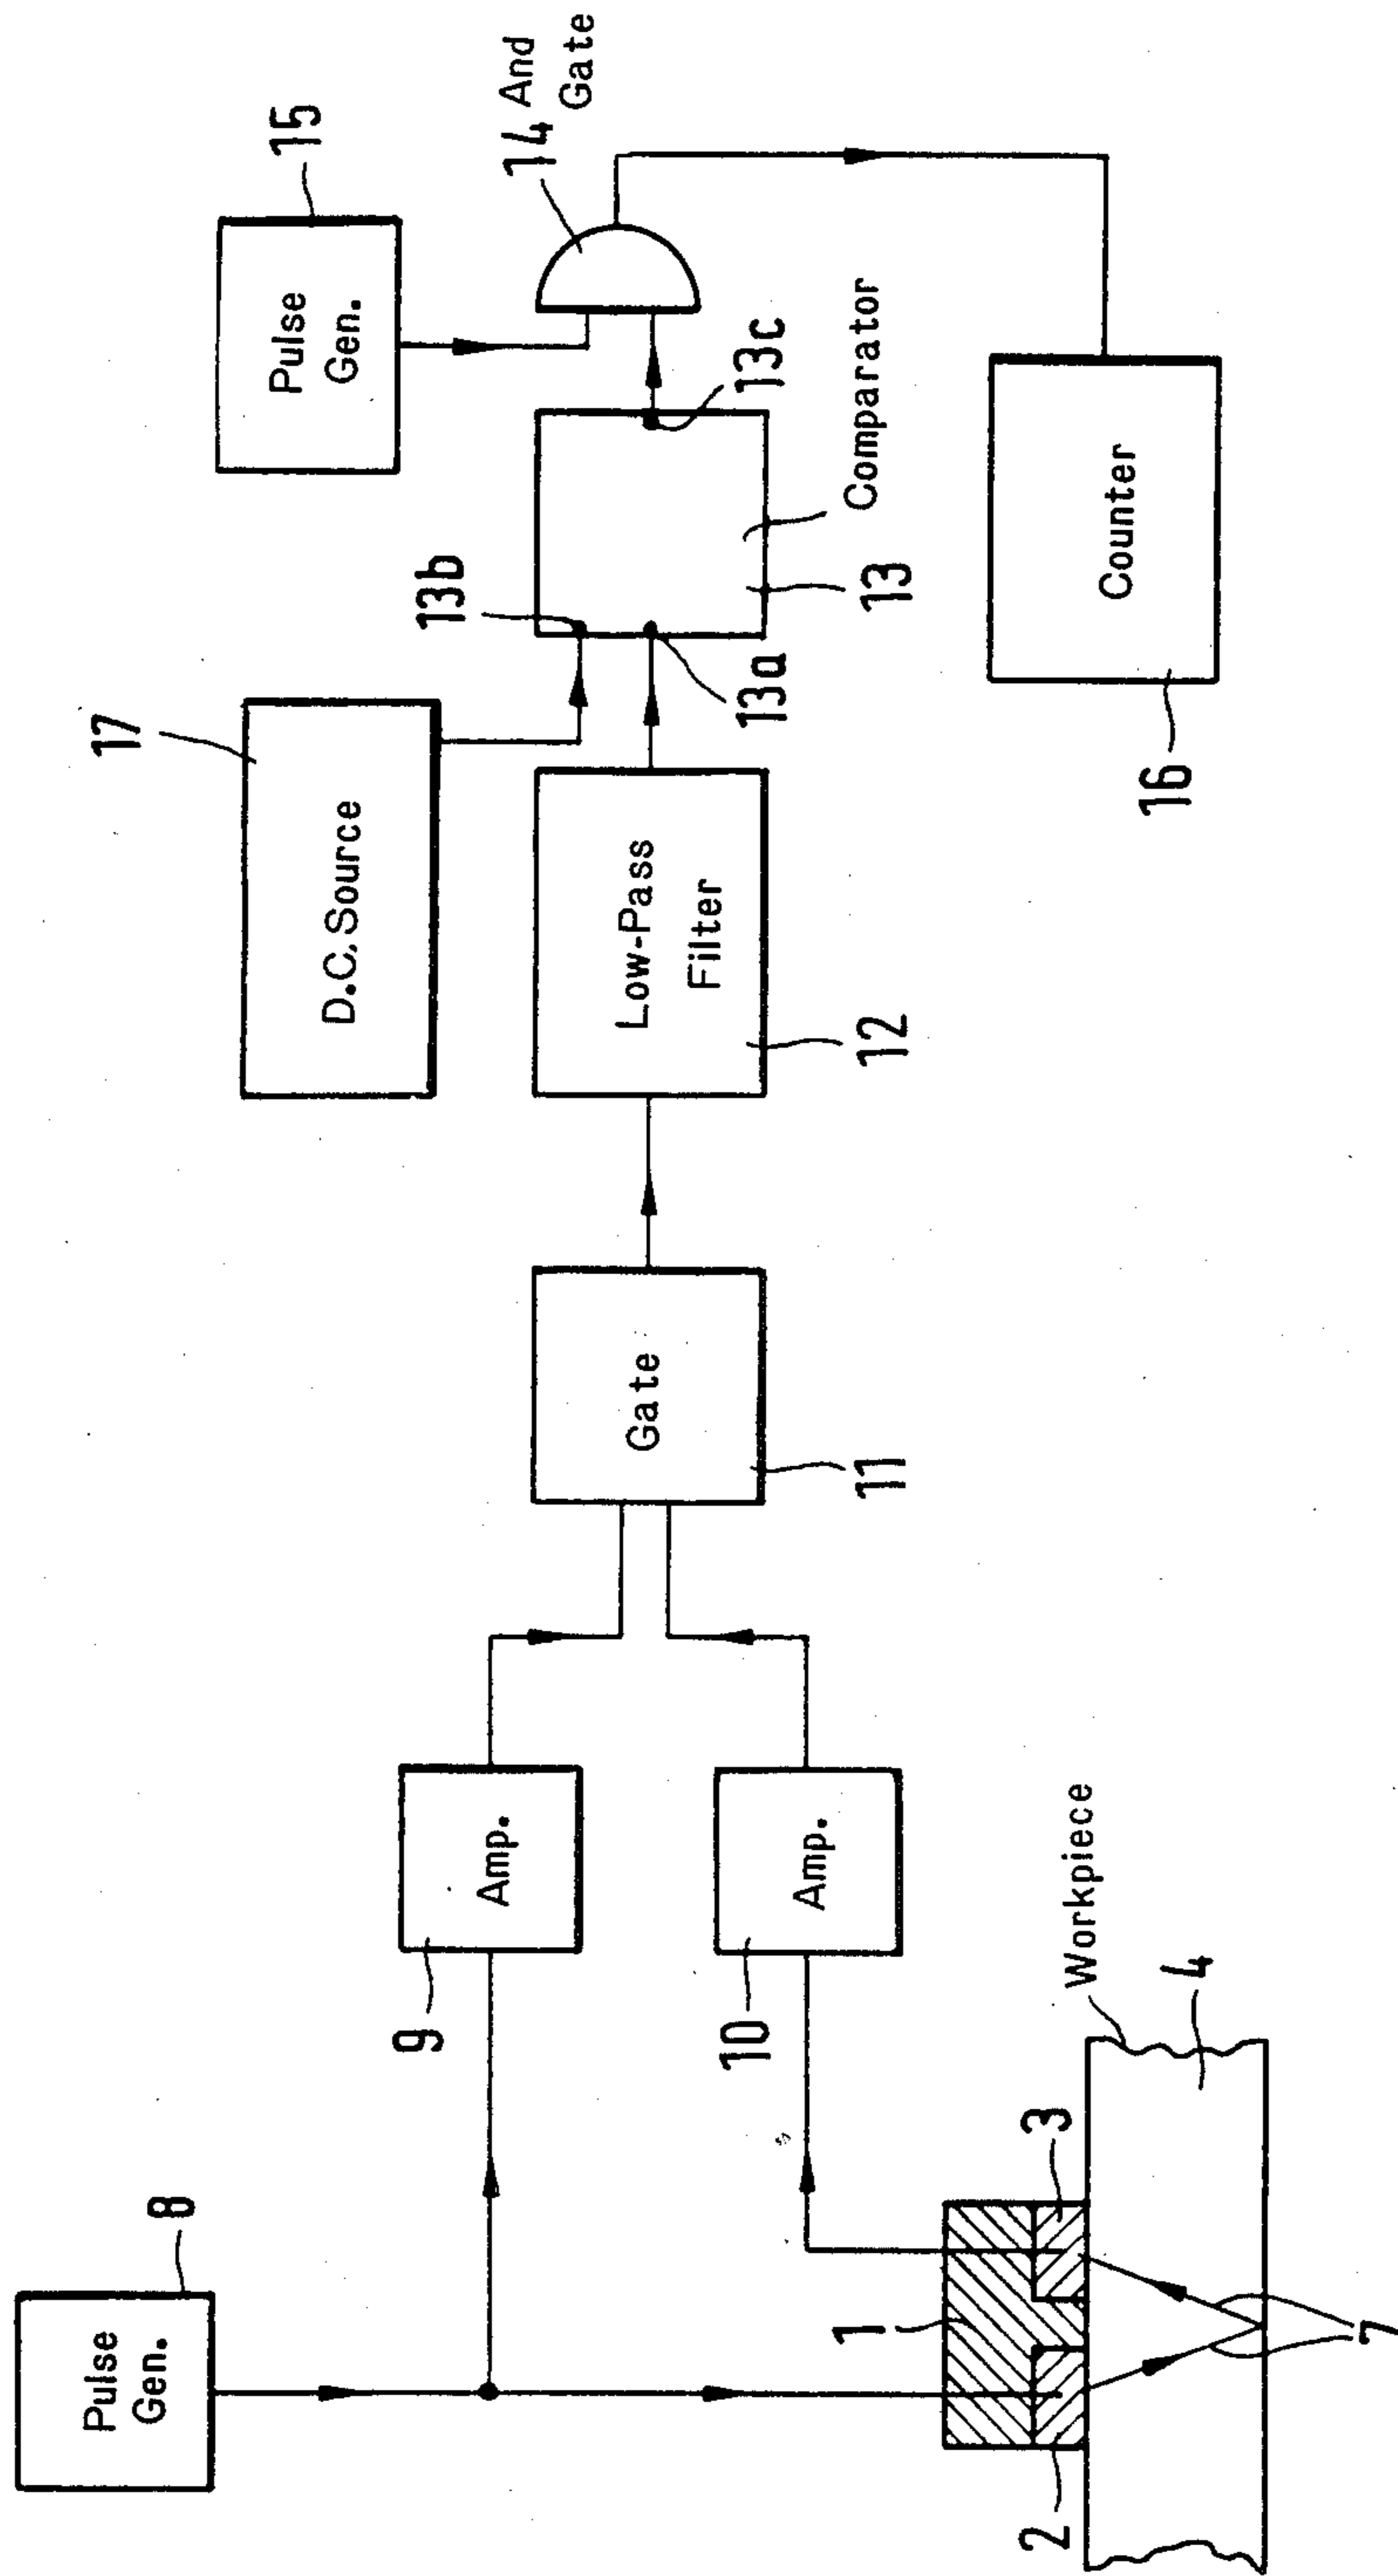 8
Pulse
Gen.
15
Pulse
Gen.
17
D.C. Source
14
And
Gate
9
Amp.
11
Gate
12
Low-Pass
Filter
13b
13a
13c
13
Comparator
10
Amp.
16
Counter
1
2
3
Workpiece
4
7